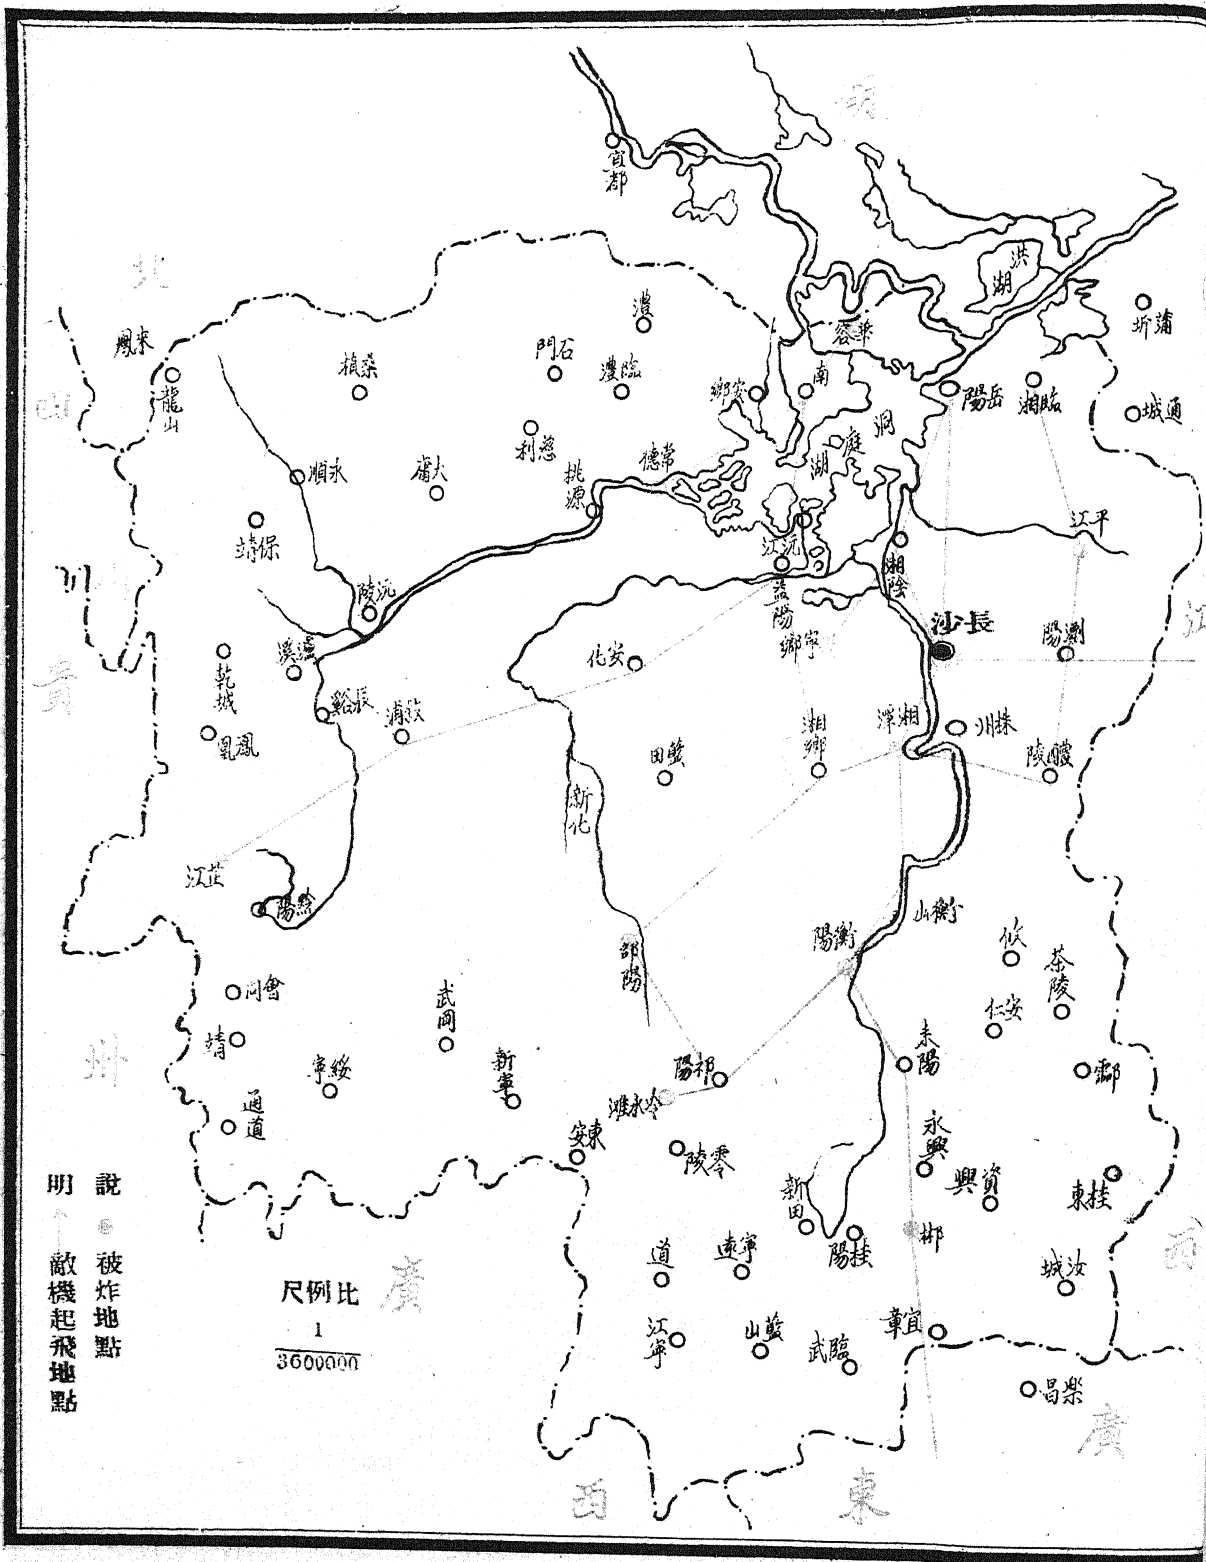 明
宜都
洪湖
北
澧
容華
蒲圻
來鳳
桑植
石門
臨澧
安鄉
南
岳陽
臨湘
通城
龍山
慈利
洞
庭
湖
永順
大庸
桃源
常德
保靖
平江
沅江
湘陰
沅陵
益陽
長沙
瀏陽
寧鄉
江
瀘溪
安化
乾城
貴
辰谿
漵浦
湘潭
株州
鳳凰
藍田
湘鄉
醴陵
新化
芷江
黔陽
衡山
邵陽
衡陽
攸
茶陵
會同
武岡
安仁
靖
耒陽
州
綏寧
新寧
祁陽
酃
冷水灘
通道
東安
零陵
永興
資興
桂東
新田
桂陽
郴
西
道
寧遠
汝城
廣
江寧
藍山
臨武
宜章
樂昌
廣
西
東
說明
被炸地點
敵機起飛地點
比例尺
1
3600000